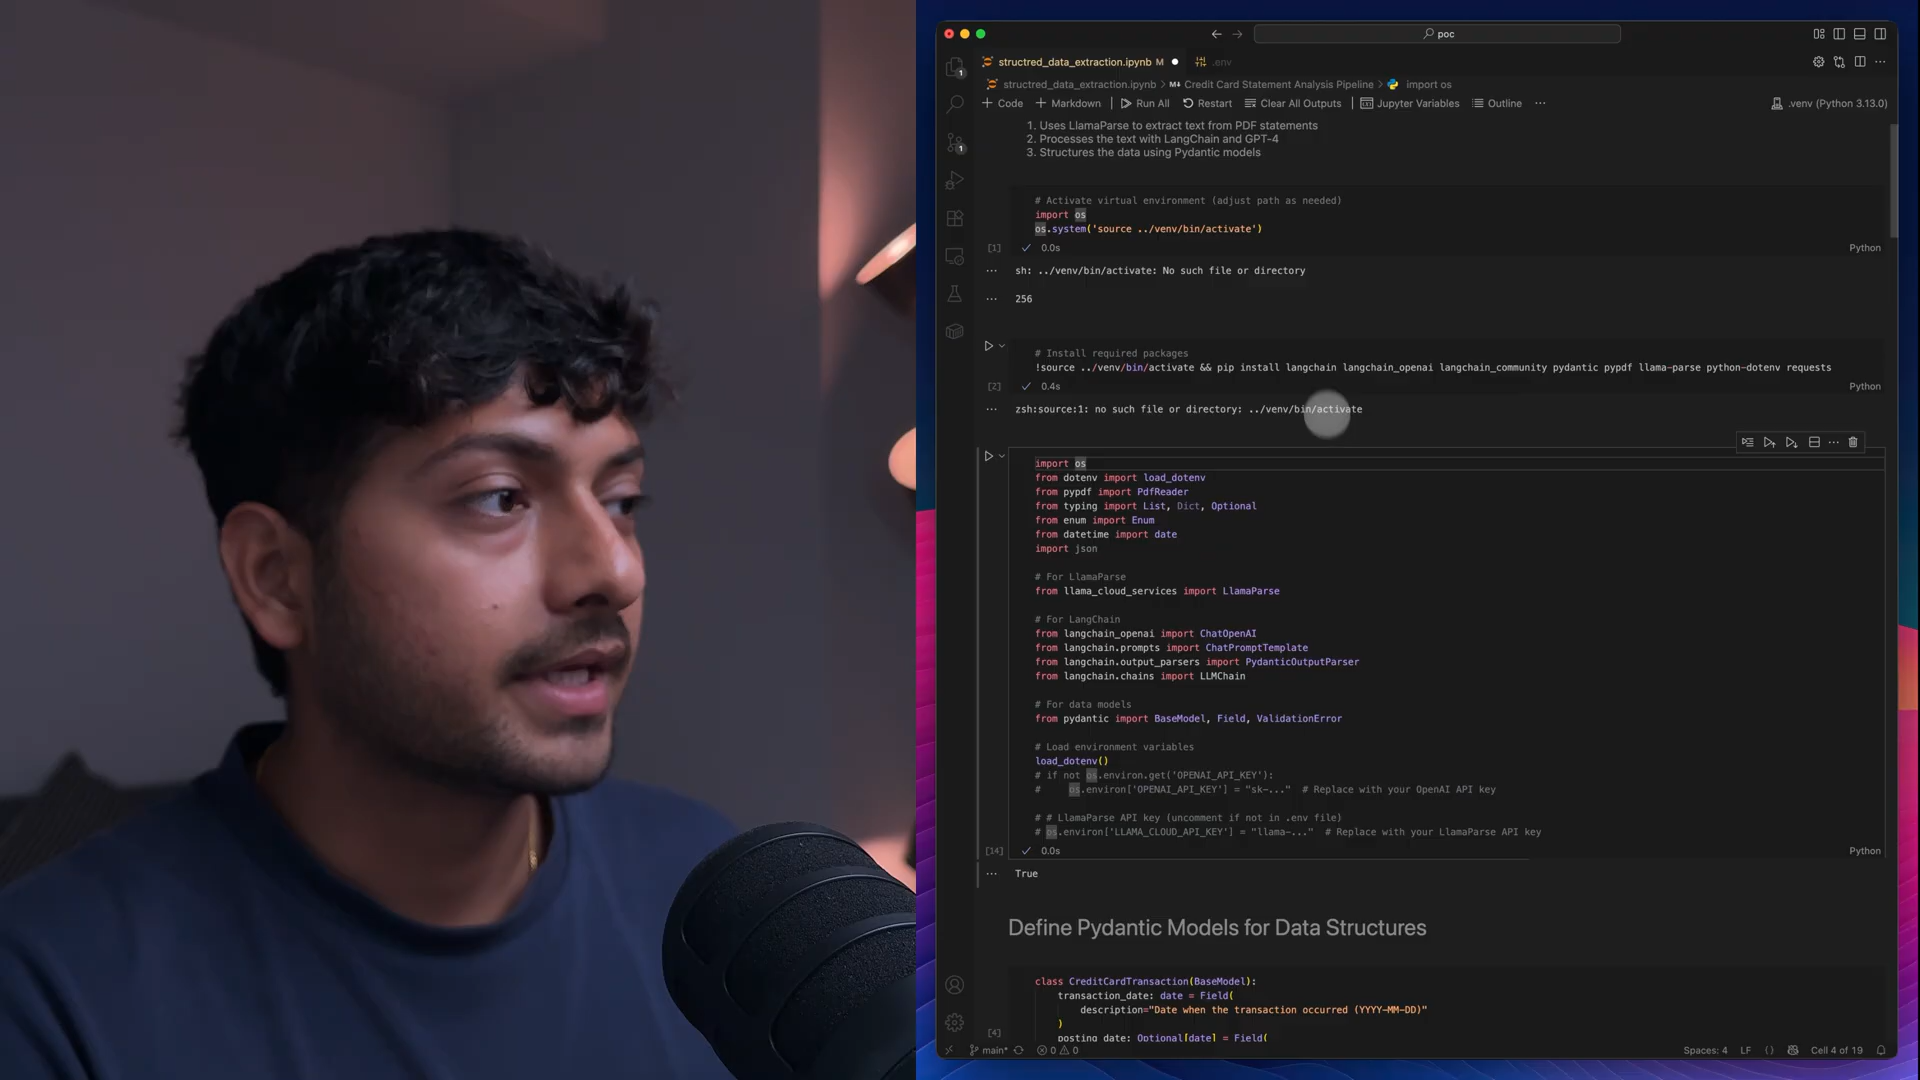 poc
structred_data_extraction.ipynb M
.env
structred_data_extraction.ipynb > Credit Card Statement Analysis Pipeline > import os
Code Markdown Run All Restart Clear All Outputs Jupyter Variables Outline ...
.venv (Python 3.13.0)
1. Uses LlamaParse to extract text from PDF statements
2. Processes the text with LangChain and GPT-4
3. Structures the data using Pydantic models
# Activate virtual environment (adjust path as needed)
import os
os.system('source ../venv/bin/activate')
[1] 0.0s Python
sh: ../venv/bin/activate: No such file or directory
256
# Install required packages
!source ../venv/bin/activate && pip install langchain langchain_openai langchain_community pydantic pypdf llama-parse python-dotenv requests
[2] 0.4s Python
zsh:source:1: no such file or directory: ../venv/bin/activate
import os
from dotenv import load_dotenv
from pypdf import PdfReader
from typing import List, Dict, Optional
from enum import Enum
from datetime import date
import json
# For LlamaParse
from llama_cloud_services import LlamaParse
# For LangChain
from langchain_openai import ChatOpenAI
from langchain.prompts import ChatPromptTemplate
from langchain.output_parsers import PydanticOutputParser
from langchain.chains import LLMChain
# For data models
from pydantic import BaseModel, Field, ValidationError
# Load environment variables
load_dotenv()
# if not os.environ.get('OPENAI_API_KEY'):
#     os.environ['OPENAI_API_KEY'] = "sk-..."  # Replace with your OpenAI API key
# # LlamaParse API key (uncomment if not in .env file)
# os.environ['LLAMA_CLOUD_API_KEY'] = "llama-..."  # Replace with your LlamaParse API key
[14] 0.0s Python
True
Define Pydantic Models for Data Structures
class CreditCardTransaction(BaseModel):
transaction_date: date = Field(
description="Date when the transaction occurred (YYYY-MM-DD)"
)
[4]
posting_date: Optional[date] = Field(
main* 0 0 Spaces: 4 LF Cell 4 of 19